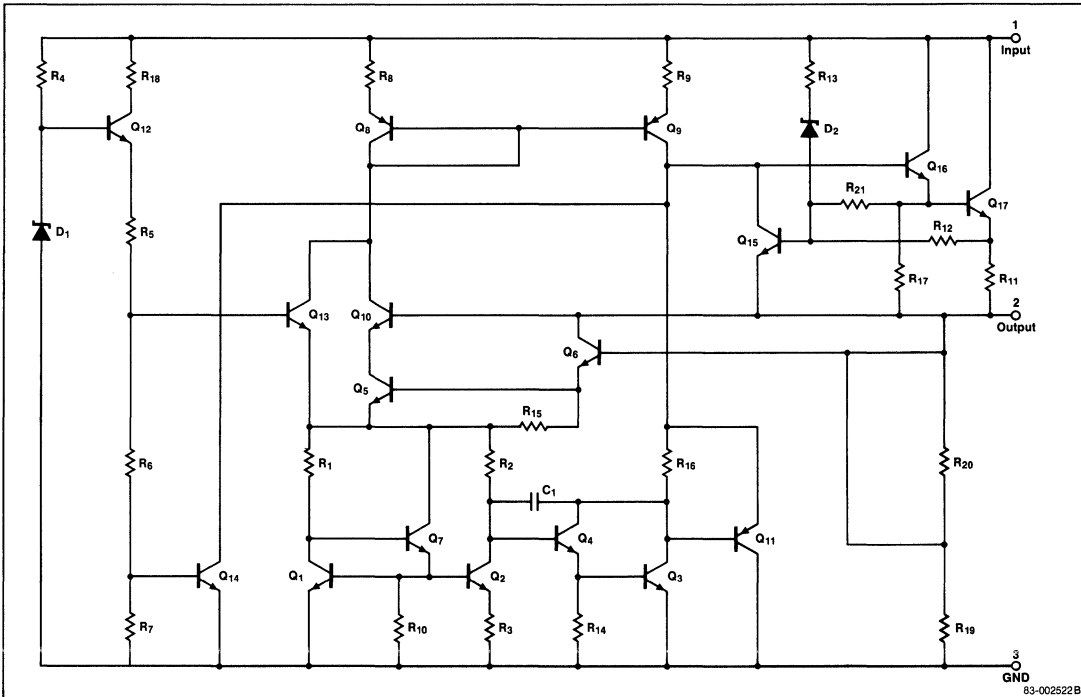 1
Input
R4
R18
R8
R9
R13
Q12
Q8
Q9
D2
Q16
R21
Q17
D1
R5
Q15
R12
R17
R11
Q13
Q10
2
Output
Q6
Q5
R15
R6
R1
R2
R16
R20
C1
Q7
Q4
Q11
Q14
Q1
Q2
Q3
R7
R10
R3
R14
R19
3
GND
83-002522B